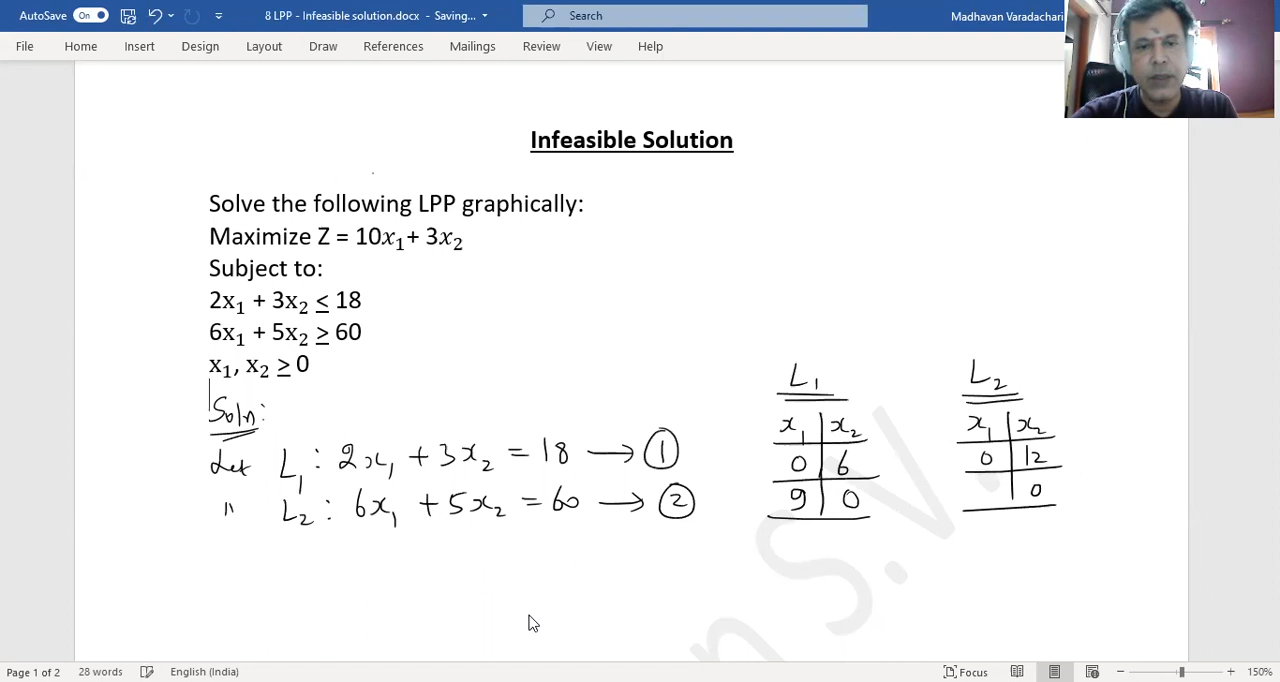 AutoSave On 8 LPP - Infeasible solution.docx - Saving... Search Madhavan Varadachari
File Home Insert Design Layout Draw References Mailings Review View Help
Infeasible Solution
Solve the following LPP graphically:
Maximize Z = 10x₁+ 3x₂
Subject to:
2x₁ + 3x₂ ≤ 18
6x₁ + 5x₂ ≥ 60
x₁, x₂ ≥ 0
Soln:
Let L₁ : 2x₁ + 3x₂ = 18 → ①
" L₂ : 6x₁ + 5x₂ = 60 → ②
L₁
x₁ x₂
0 6
9 0
L₂
x₁ x₂
0 12
0
n S.V.
Page 1 of 2 28 words English (India) Focus 150%